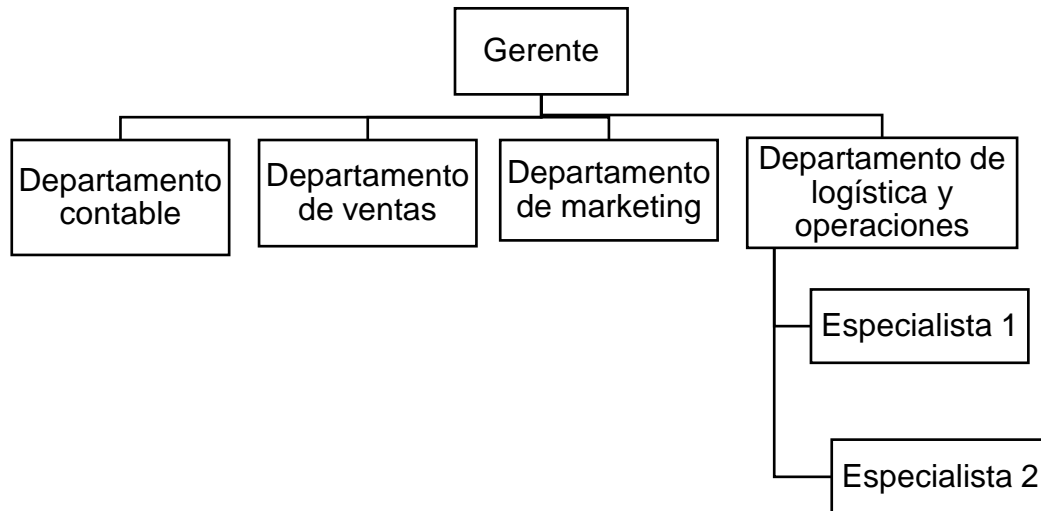 Gerente
Departamento
contable
Departamento
de ventas
Departamento
de marketing
Departamento de
logística y
operaciones
Especialista 1
Especialista 2